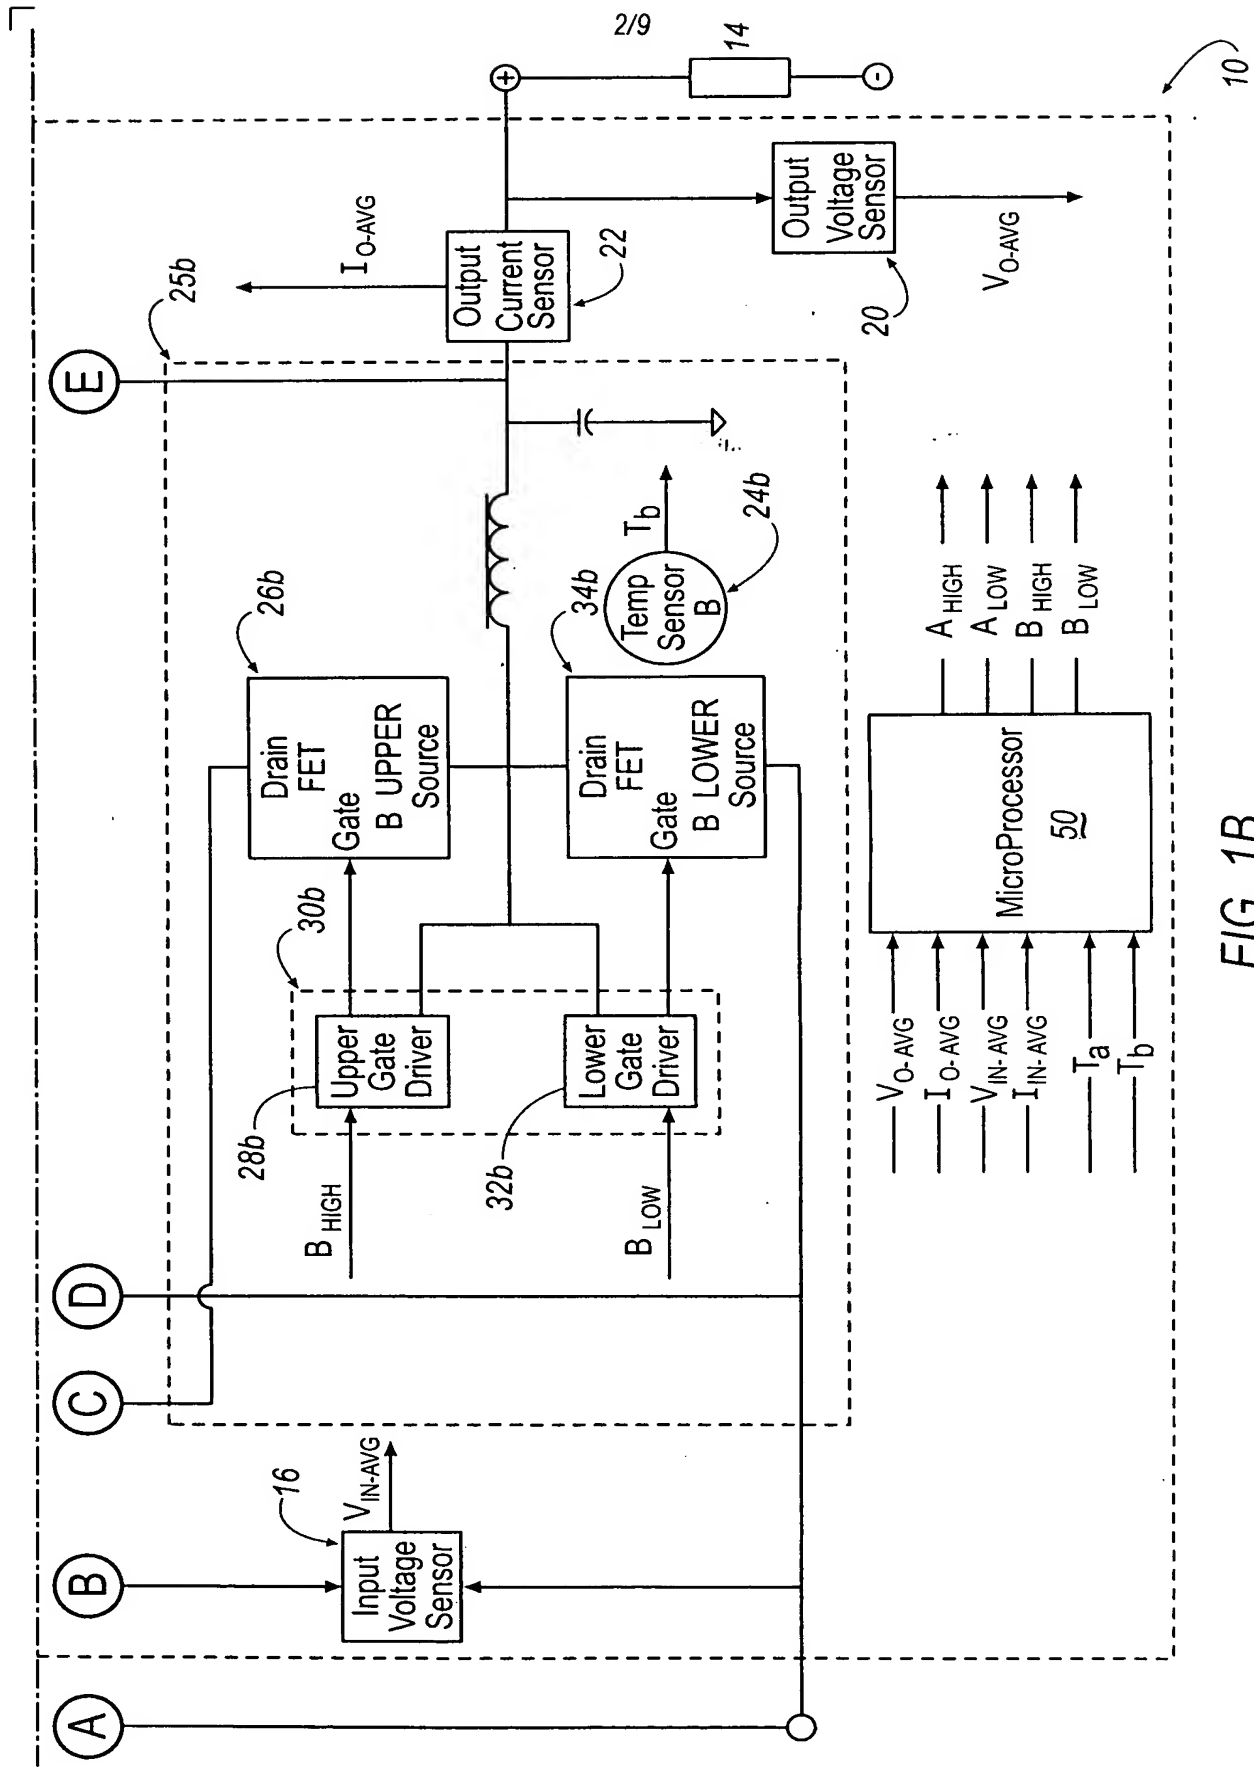 2/9
A
B
C
D
E
25b
16
Input
Voltage
Sensor
V IN-AVG
B HIGH
28b
Upper
Gate
Driver
30b
26b
Drain
FET
Gate
B UPPER
Source
I O-AVG
Output
Current
Sensor
22
+
14
-
B LOW
32b
Lower
Gate
Driver
34b
Drain
FET
Gate
B LOWER
Source
Temp
Sensor
B
T b
24b
Output
Voltage
Sensor
20
V O-AVG
V O-AVG
I O-AVG
V IN-AVG
I IN-AVG
T a
T b
MicroProcessor
50
A HIGH
A LOW
B HIGH
B LOW
10
FIG. 1B